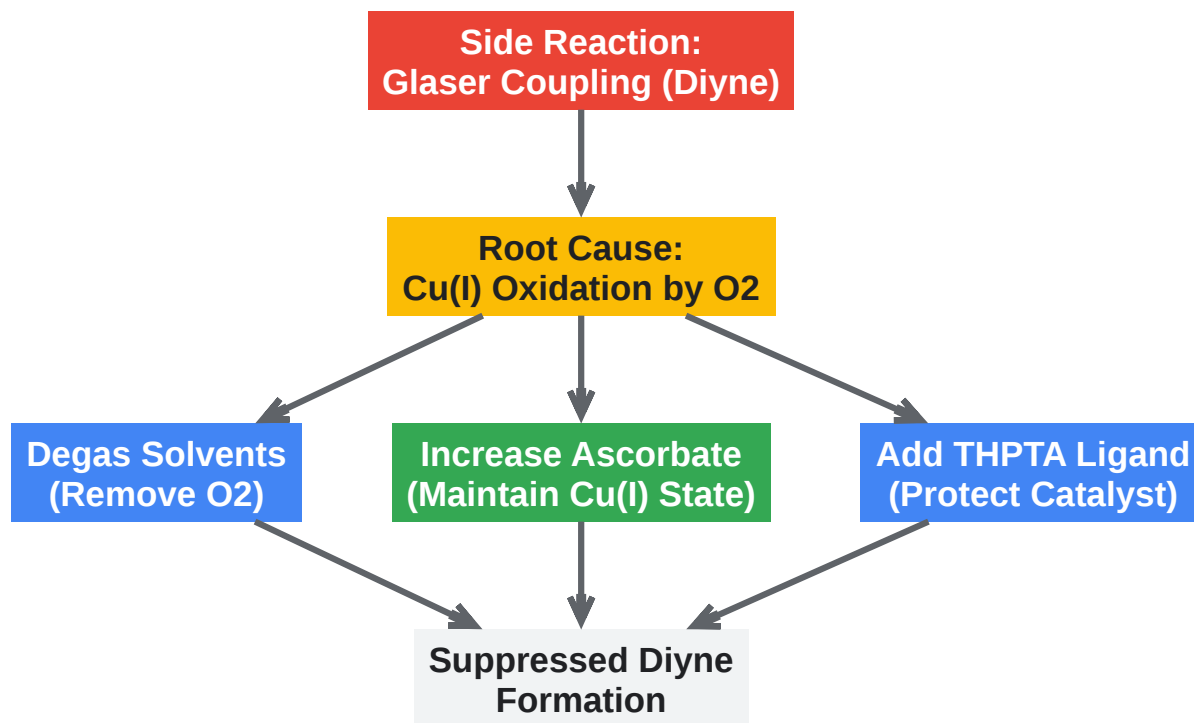 Side Reaction:
Glaser Coupling (Diyne)
Root Cause:
Cu(I) Oxidation by O2
Degas Solvents
(Remove O2)
Increase Ascorbate
(Maintain Cu(I) State)
Add THPTA Ligand
(Protect Catalyst)
Suppressed Diyne
Formation